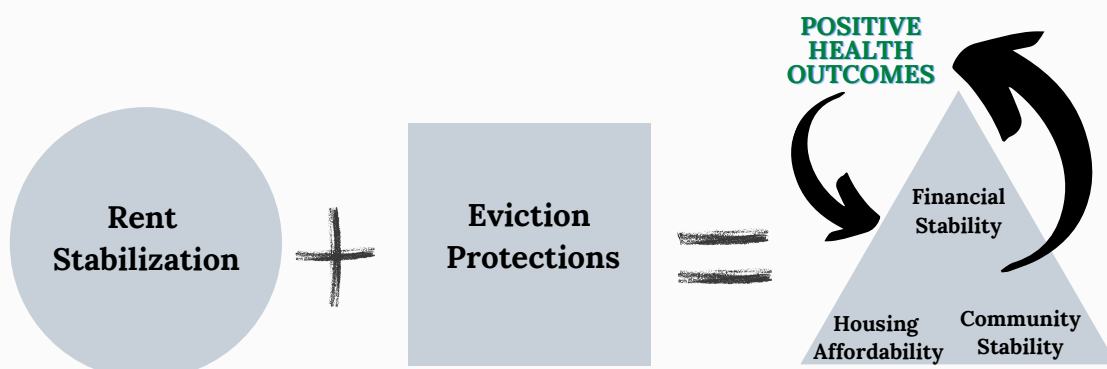 Rent
Stabilization
+
Eviction
Protections
=
POSITIVE
HEALTH
OUTCOMES
Financial
Stability
Housing
Affordability
Community
Stability